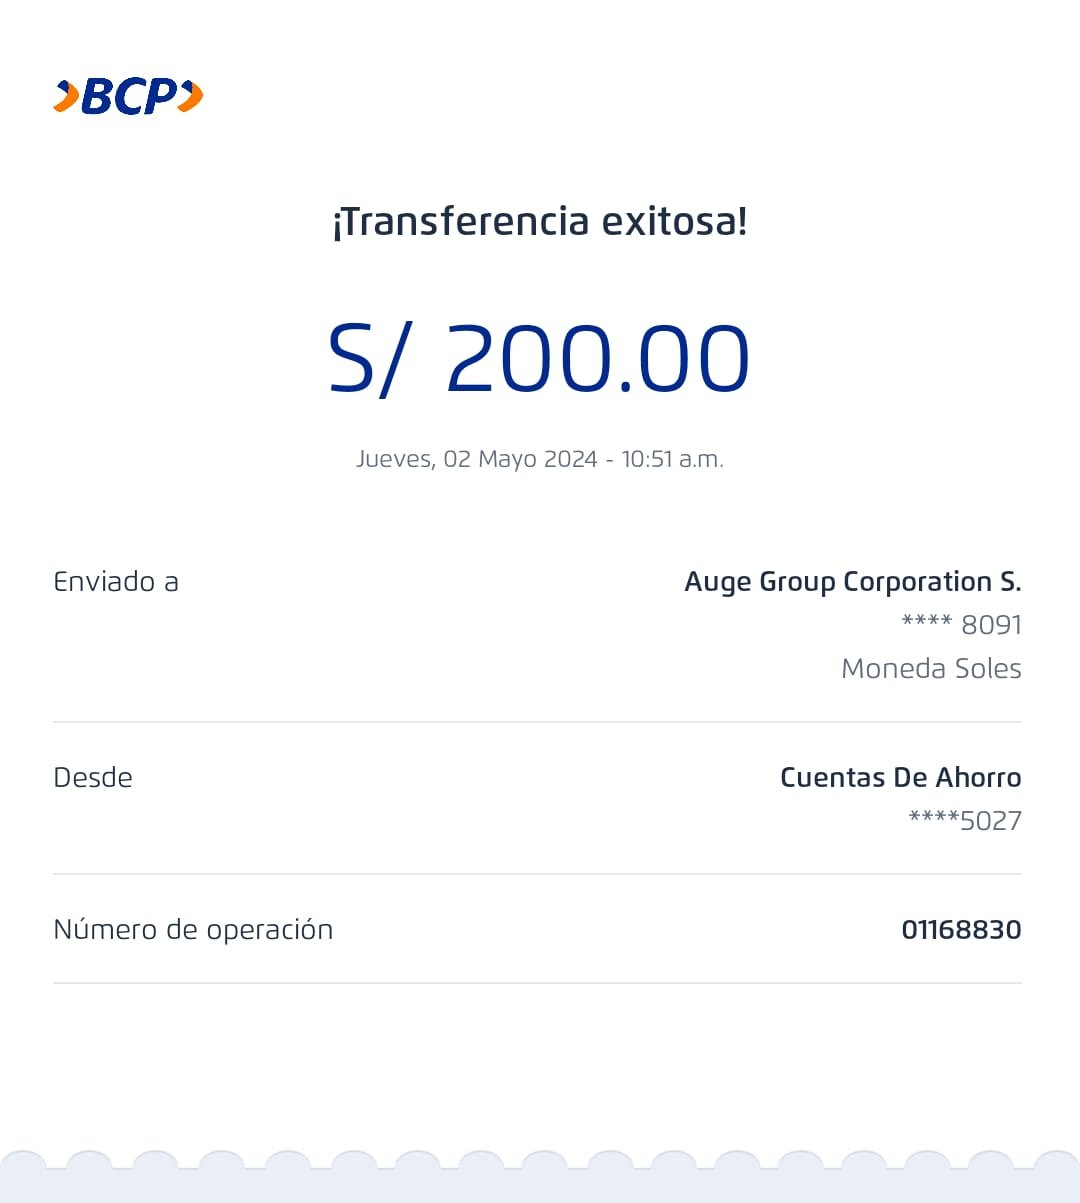 BCP
¡Transferencia exitosa!
S/ 200.00
Jueves, 02 Mayo 2024 - 10:51 a.m.
Enviado a
Auge Group Corporation S.
**** 8091
Moneda Soles
Desde
Cuentas De Ahorro
****5027
Número de operación
01168830